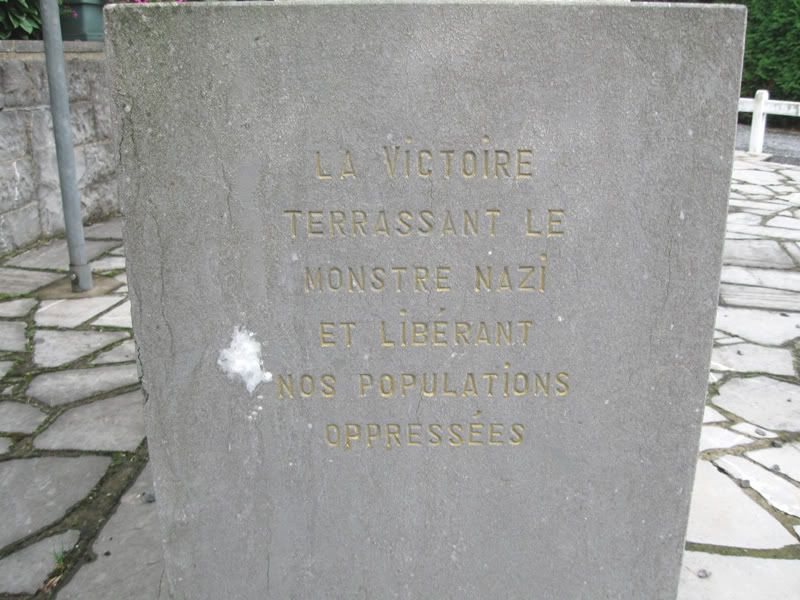 LA VICTOIRE
TERRASSANT LE
MONSTRE NAZI
ET LIBÉRANT
NOS POPULATIONS
OPPRESSÉES